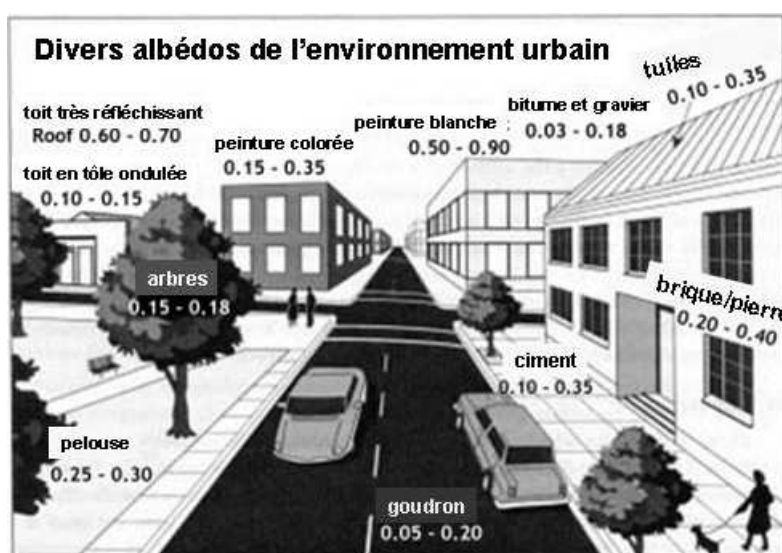 Divers albédos de l'environnement urbain
toit très réfléchissant
Roof 0.60 - 0.70
toit en tôle ondulée
0.10 - 0.15
peinture colorée
0.15 - 0.35
peinture blanche :
0.50 - 0.90
bitume et gravier
0.03 - 0.18
tuiles
0.10 - 0.35
arbres
0.15 - 0.18
brique/pierre
0.20 - 0.40
ciment
0.10 - 0.35
pelouse
0.25 - 0.30
goudron
0.05 - 0.20